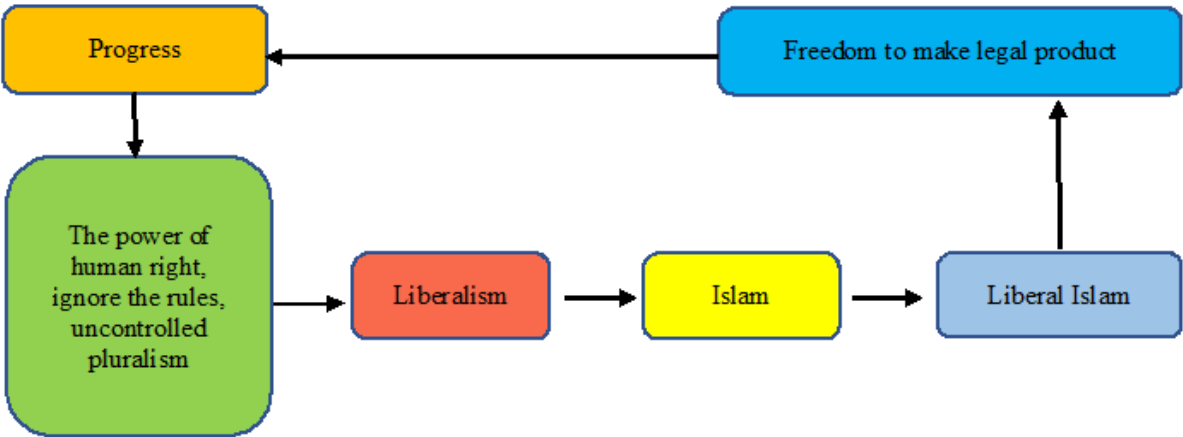 Progress
Freedom to make legal product
The power of
human right,
ignore the rules,
uncontrolled
pluralism
Liberalism
Islam
Liberal Islam